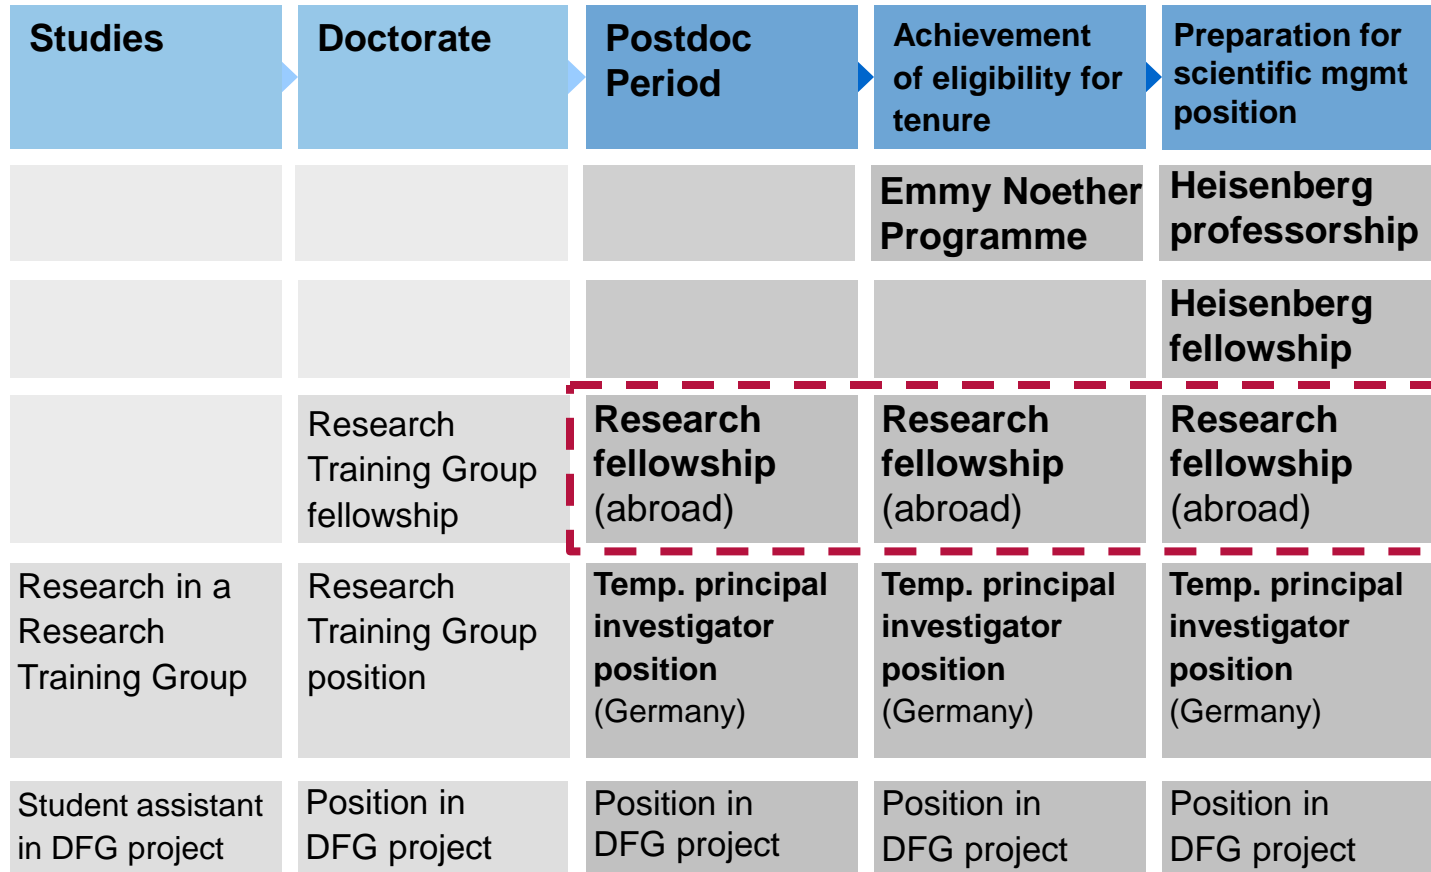 Studies
Doctorate
Postdoc
Period
Achievement
of eligibility for
tenure
Preparation for
scientific mgmt
position
Emmy Noether
Programme
Heisenberg
professorship
Heisenberg
fellowship
Research
Training Group
fellowship
Research
fellowship
(abroad)
Research
fellowship
(abroad)
Research
fellowship
(abroad)
Research in a
Research
Training Group
Research
Training Group
position
Temp. principal
investigator
position
(Germany)
Temp. principal
investigator
position
(Germany)
Temp. principal
investigator
position
(Germany)
Student assistant
in DFG project
Position in
DFG project
Position in
DFG project
Position in
DFG project
Position in
DFG project